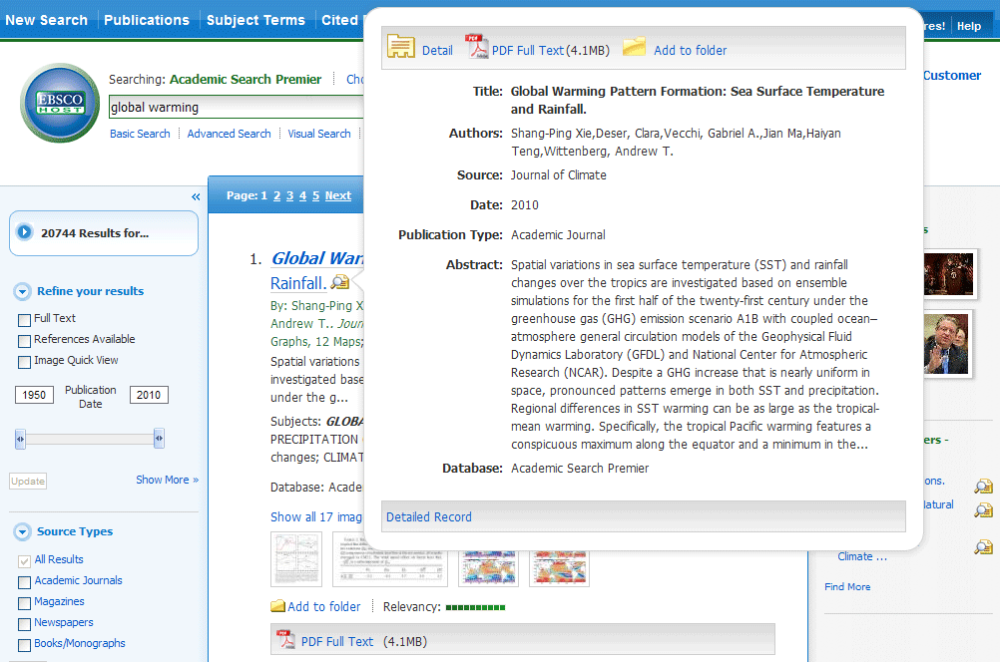 New Search Publications Subject Terms Cited
res! Help
Searching: Academic Search Premier
Customer
EBSCO
HOST
global warming
Basic Search Advanced Search Visual Search
«
20744 Results for...
Refine your results
Full Text
References Available
Image Quick View
1950 Publication Date 2010
Update Show More »
Source Types
All Results
Academic Journals
Magazines
Newspapers
Books/Monographs
Page: 1 2 3 4 5 Next
1. Global War
Rainfall.
By: Shang-Ping X
Andrew T.. Journ
Graphs, 12 Maps;
Spatial variations
investigated base
under the g...
Subjects: GLOBA
PRECIPITATION
changes; CLIMAT
Database: Acade
Show all 17 imag
Add to folder Relevancy:
PDF Full Text (4.1MB)
Detail PDF Full Text (4.1MB) Add to folder
Title: Global Warming Pattern Formation: Sea Surface Temperature
and Rainfall.
Authors: Shang-Ping Xie,Deser, Clara,Vecchi, Gabriel A.,Jian Ma,Haiyan
Teng,Wittenberg, Andrew T.
Source: Journal of Climate
Date: 2010
Publication Type: Academic Journal
Abstract: Spatial variations in sea surface temperature (SST) and rainfall
changes over the tropics are investigated based on ensemble
simulations for the first half of the twenty-first century under the
greenhouse gas (GHG) emission scenario A1B with coupled ocean–
atmosphere general circulation models of the Geophysical Fluid
Dynamics Laboratory (GFDL) and National Center for Atmospheric
Research (NCAR). Despite a GHG increase that is nearly uniform in
space, pronounced patterns emerge in both SST and precipitation.
Regional differences in SST warming can be as large as the tropical-
mean warming. Specifically, the tropical Pacific warming features a
conspicuous maximum along the equator and a minimum in the...
Database: Academic Search Premier
Detailed Record
s
ers -
ons.
latural
Climate ...
Find More